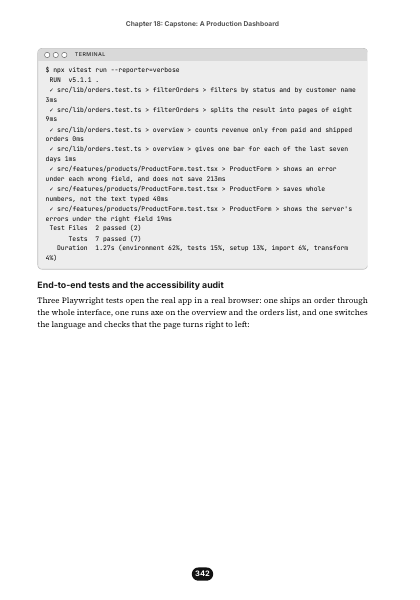 Chapter 18: Capstone: A Production Dashboard
TERMINAL
$ npx vitest run --reporter=verbose
RUN v5.1.1 .
✓ src/lib/orders.test.ts > filterOrders > filters by status and by customer name
3ms
✓ src/lib/orders.test.ts > filterOrders > splits the result into pages of eight
9ms
✓ src/lib/orders.test.ts > overview > counts revenue only from paid and shipped
orders 0ms
✓ src/lib/orders.test.ts > overview > gives one bar for each of the last seven
days 1ms
✓ src/features/products/ProductForm.test.tsx > ProductForm > shows an error
under each wrong field, and does not save 213ms
✓ src/features/products/ProductForm.test.tsx > ProductForm > saves whole
numbers, not the text typed 40ms
✓ src/features/products/ProductForm.test.tsx > ProductForm > shows the server's
errors under the right field 19ms
Test Files 2 passed (2)
Tests 7 passed (7)
Duration 1.27s (environment 62%, tests 15%, setup 13%, import 6%, transform
4%)
End-to-end tests and the accessibility audit
Three Playwright tests open the real app in a real browser: one ships an order through
the whole interface, one runs axe on the overview and the orders list, and one switches
the language and checks that the page turns right to left:
342